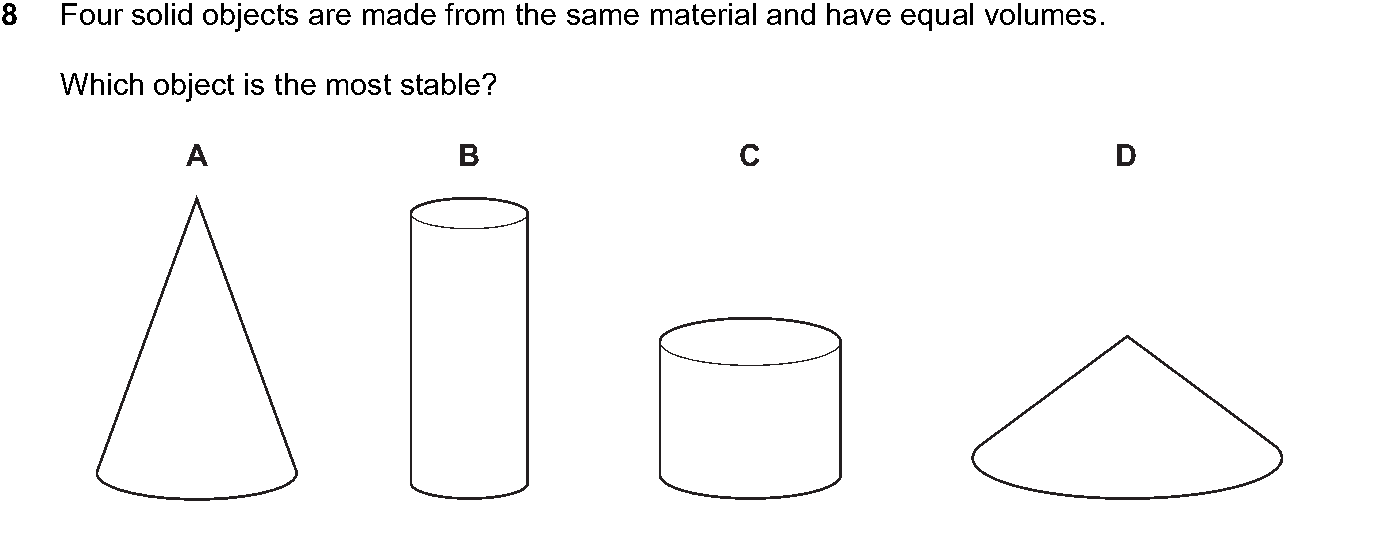 8 Four solid objects are made from the same material and have equal volumes.
Which object is the most stable?
A B C D